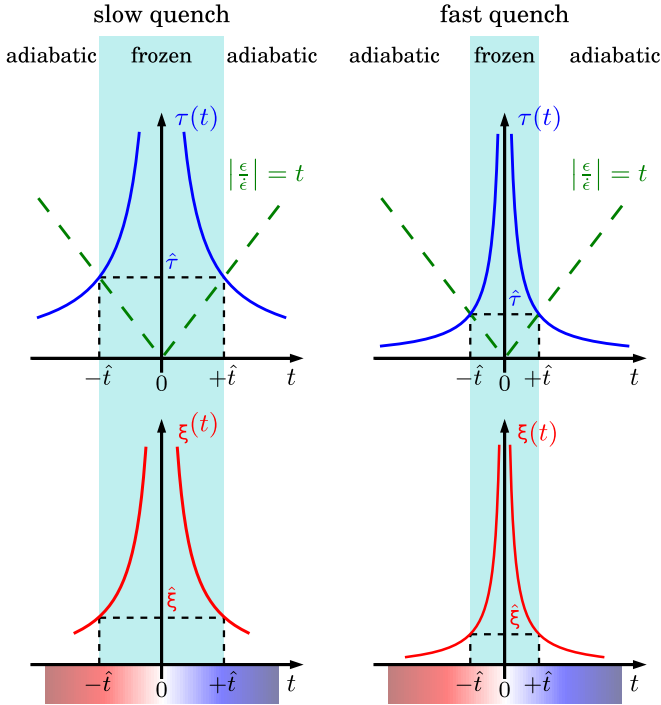 slow quench fast quench
adiabatic frozen adiabatic adiabatic frozen adiabatic
τ(t) τ(t)
|ϵ/ϵ̇| = t |ϵ/ϵ̇| = t
τ̂ τ̂
−t̂ 0 +t̂ t −t̂ 0 +t̂ t
ξ(t) ξ(t)
ξ̂ ξ̂
−t̂ 0 +t̂ t −t̂ 0 +t̂ t